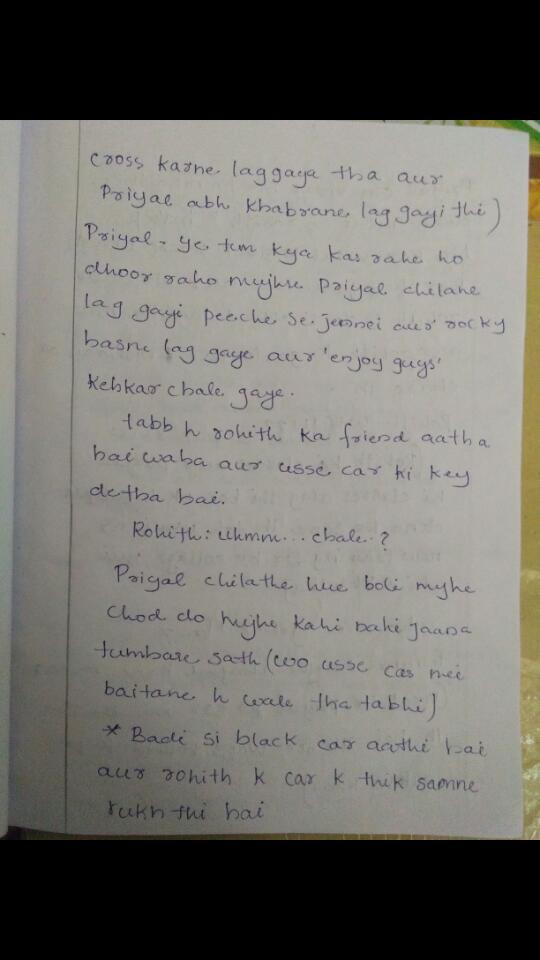 cross karne laggaya tha aur
Priyal abh khabrane lag gayi thi)
Priyal - ye tum kya kar rahe ho
dhoor raho mujhse Priyal chilane
lag gayi peeche se jennei aur rocky
hasne lag gaye aur 'enjoy guys'
kehkar chale gaye.
tabb h rohith ka friend aatha
hai waha aur usse car ki key
detha hai.
Rohith: uhmm... chale.?
Priyal chilathe hue boli mujhe
chod do mujhe kahi nahi jaana
tumhare sath (wo usse car mei
baitane h wale tha tabhi)
* Badi si black car aathi hai
aur rohith k car k thik samne
rukh thi hai